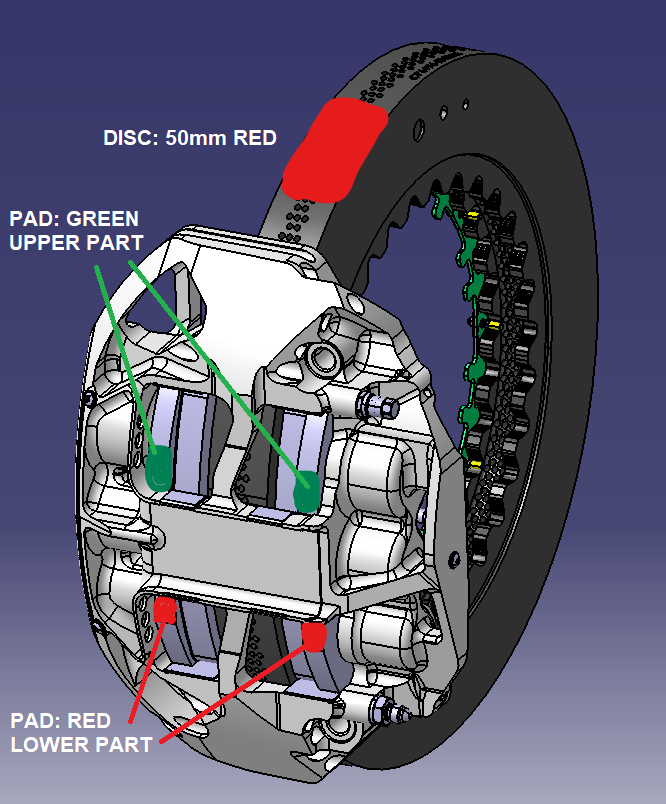 DISC: 50mm RED
PAD: GREEN
UPPER PART
PAD: RED
LOWER PART